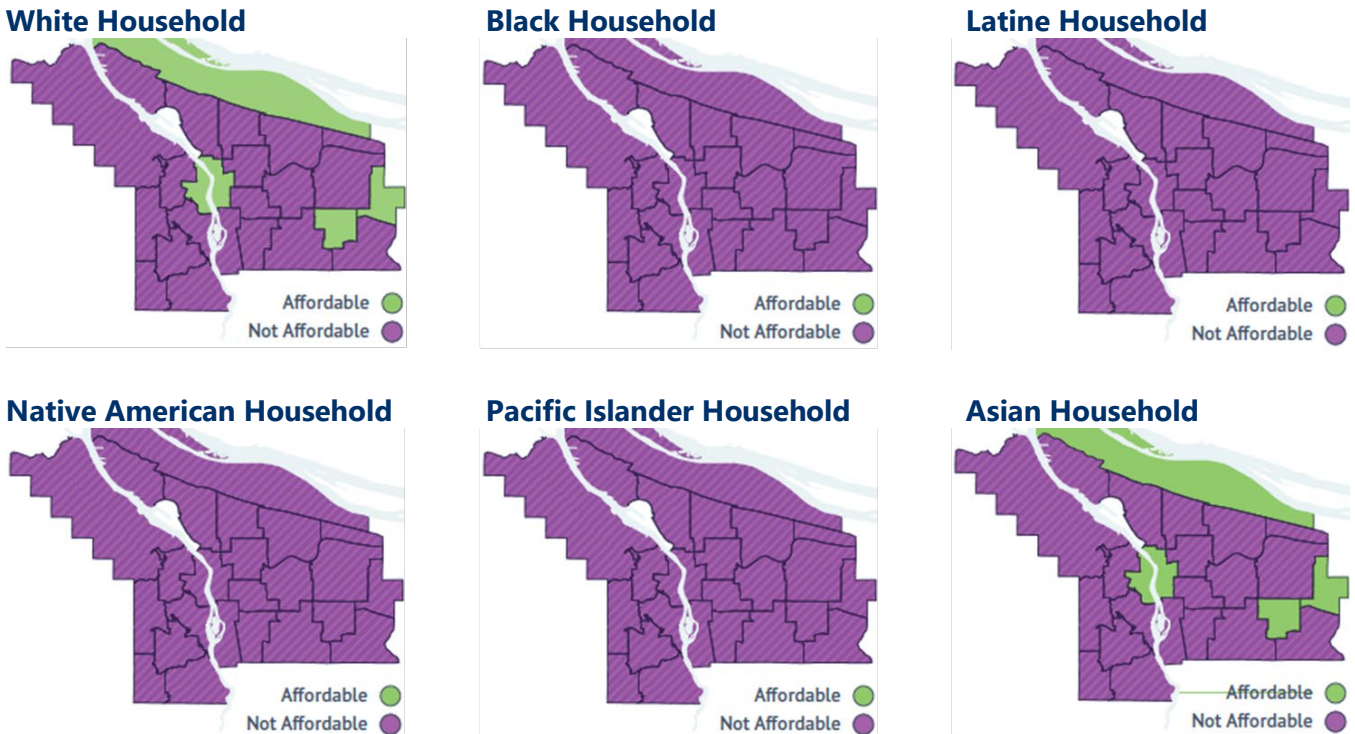 White Household
Black Household
Latine Household
Affordable
Not Affordable
Affordable
Not Affordable
Affordable
Not Affordable
Native American Household
Pacific Islander Household
Asian Household
Affordable
Not Affordable
Affordable
Not Affordable
Affordable
Not Affordable